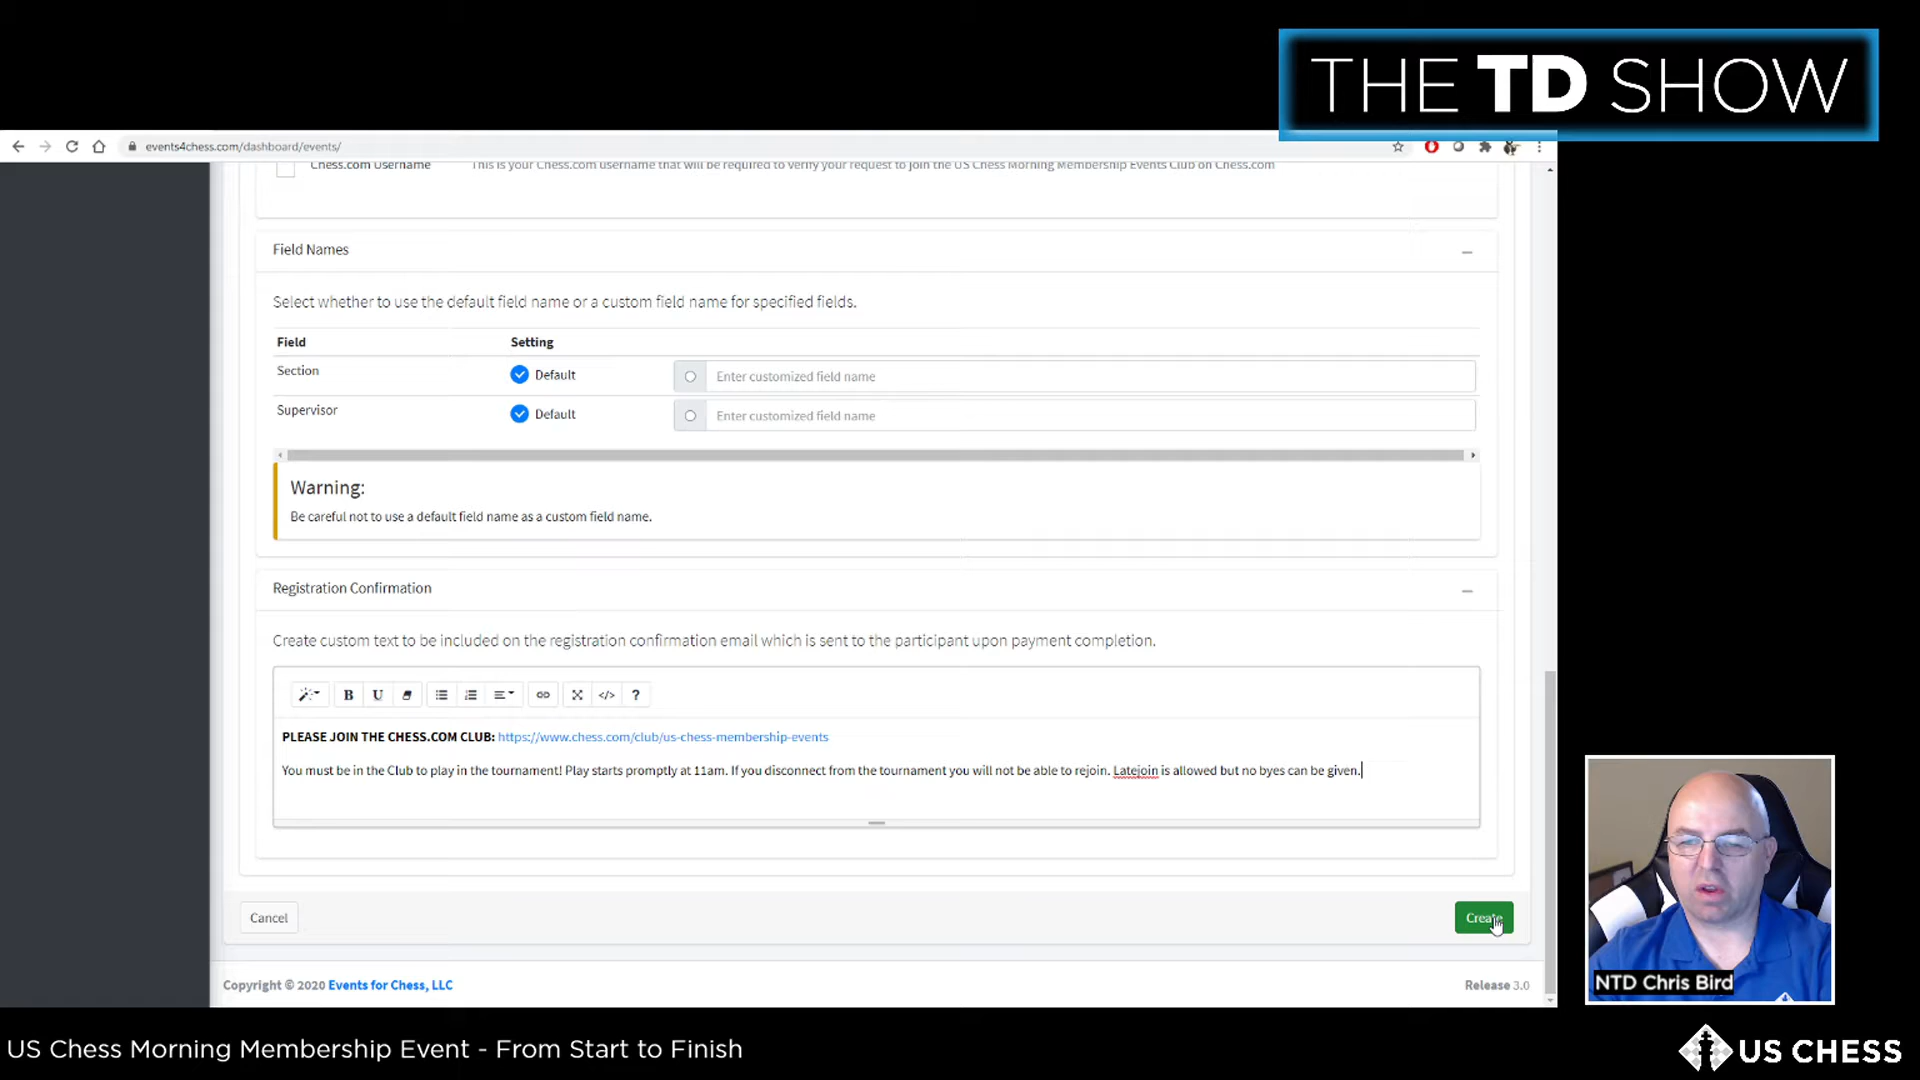 THE TD SHOW
events4chess.com/dashboard/events/
Chess.com Username This is your Chess.com username that will be required to verify your request to join the US Chess Morning Membership Events Club on Chess.com
Field Names
Select whether to use the default field name or a custom field name for specified fields.
Field Setting
Section Default Enter customized field name
Supervisor Default Enter customized field name
Warning:
Be careful not to use a default field name as a custom field name.
Registration Confirmation
Create custom text to be included on the registration confirmation email which is sent to the participant upon payment completion.
B U </> ?
PLEASE JOIN THE CHESS.COM CLUB: https://www.chess.com/club/us-chess-membership-events
You must be in the Club to play in the tournament! Play starts promptly at 11am. If you disconnect from the tournament you will not be able to rejoin. Latejoin is allowed but no byes can be given.
Cancel Create
Copyright © 2020 Events for Chess, LLC Release 3.0
NTD Chris Bird
US Chess Morning Membership Event - From Start to Finish
US CHESS